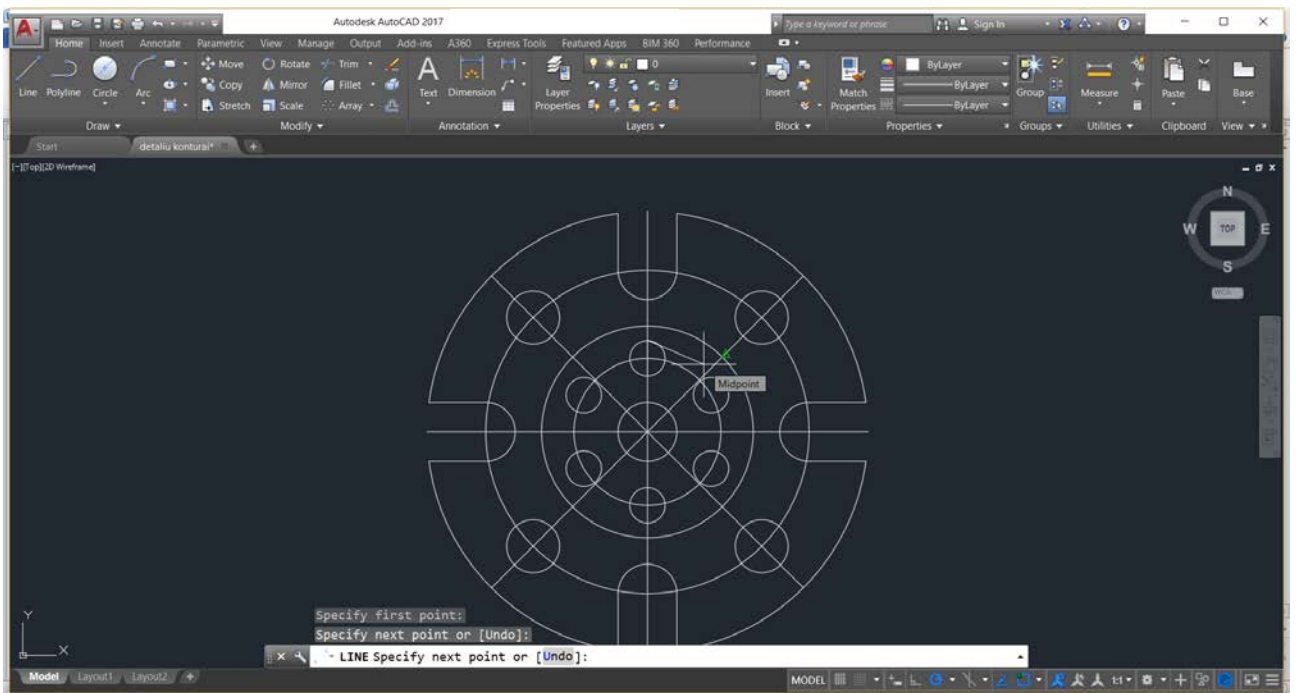 A Autodesk AutoCAD 2017 Type a keyword or phrase Sign In
Home Insert Annotate Parametric View Manage Output Add-ins A360 Express Tools Featured Apps BIM 360 Performance
Line Polyline Circle Arc Move Copy Stretch Rotate Mirror Scale Trim Fillet Array Text Dimension Layer Properties 0 Insert Match Properties ByLayer ByLayer ByLayer Group Measure Paste Base
Draw Modify Annotation Layers Block Properties Groups Utilities Clipboard View
Start detaliu konturai* +
[−][Top][2D Wireframe]
N
W TOP E
S
WCS
Midpoint
Specify first point:
Specify next point or [Undo]:
LINE Specify next point or [Undo]:
Y
X
Model Layout1 Layout2 + MODEL 1:1